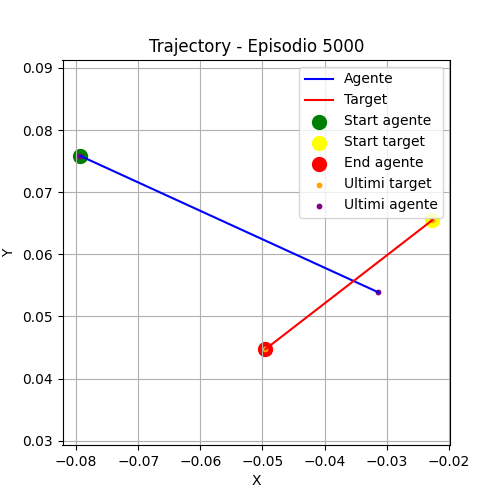 Trajectory - Episodio 5000
0.09
0.08
0.07
0.06
0.05
0.04
0.03
Y
Agente
Target
Start agente
Start target
End agente
Ultimi target
Ultimi agente
−0.08 −0.07 −0.06 −0.05 −0.04 −0.03 −0.02
X